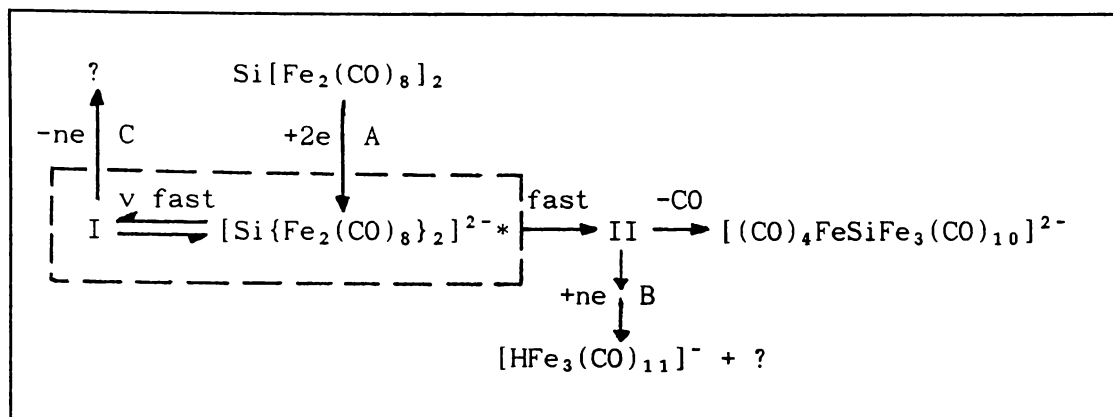 ? Si[Fe₂(CO)₈]₂
-ne C +2e A
v fast fast -CO
I [Si{Fe₂(CO)₈}₂]²⁻* II [(CO)₄FeSiFe₃(CO)₁₀]²⁻
+ne B
[HFe₃(CO)₁₁]⁻ + ?